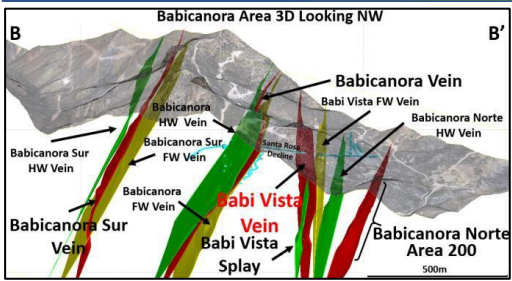 Babicanora Area 3D Looking NW
B
B'
Babicanora Vein
Babi Vista FW Vein
Babicanora
HW Vein
Babicanora Norte
HW Vein
Babicanora Sur
FW Vein
Santa Rosa
Decline
Babicanora Sur
HW Vein
Babicanora
FW Vein
Babi Vista
Vein
Babicanora Sur
Vein
Babi Vista
Splay
Babicanora Norte
Area 200
500m